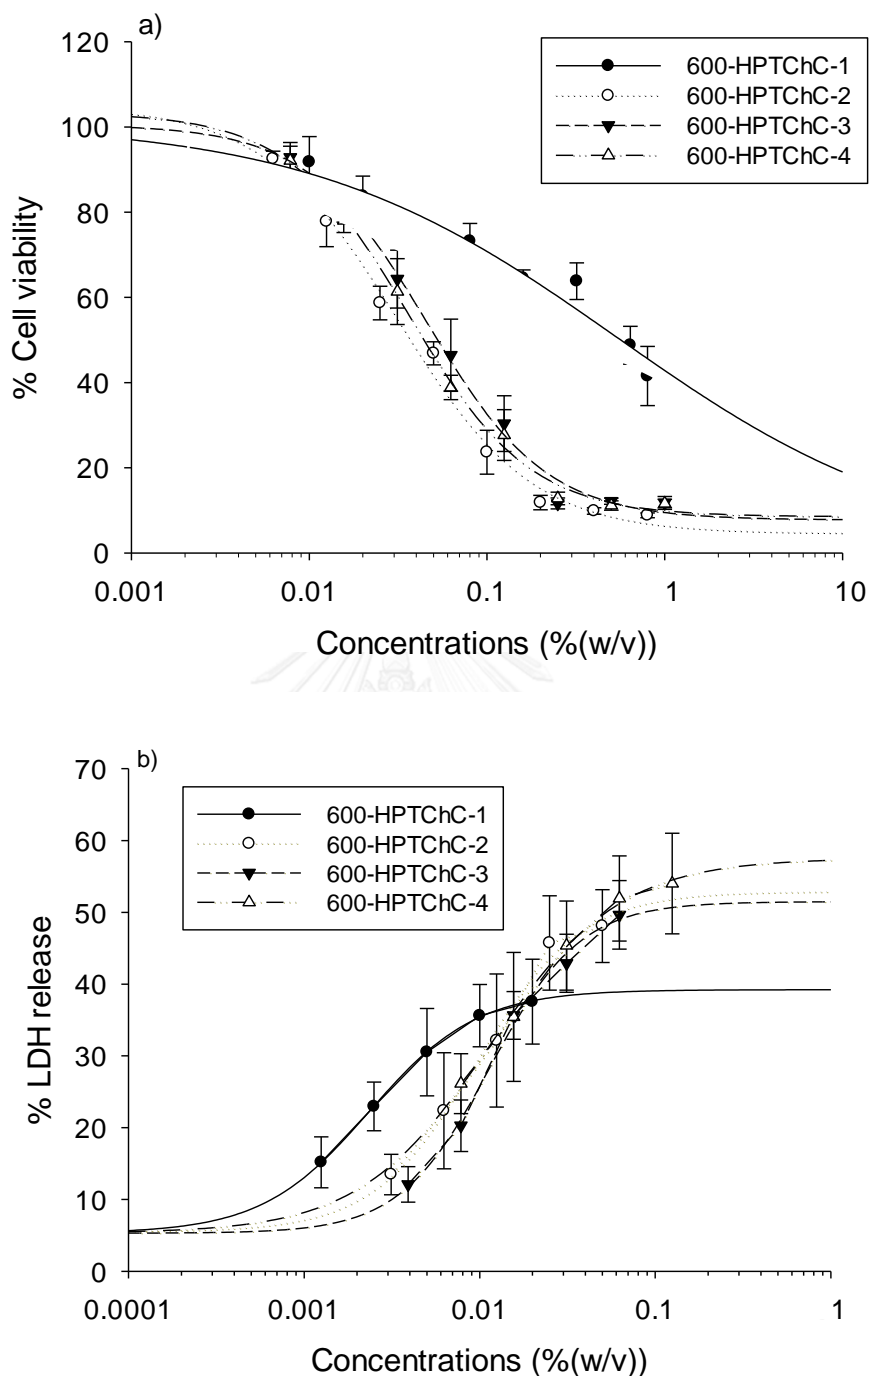 a)
120
100
80
60
40
20
0
% Cell viability
600-HPTChC-1
600-HPTChC-2
600-HPTChC-3
600-HPTChC-4
0.001 0.01 0.1 1 10
Concentrations (%(w/v))
b)
70
60
50
40
30
20
10
0
% LDH release
600-HPTChC-1
600-HPTChC-2
600-HPTChC-3
600-HPTChC-4
0.0001 0.001 0.01 0.1 1
Concentrations (%(w/v))